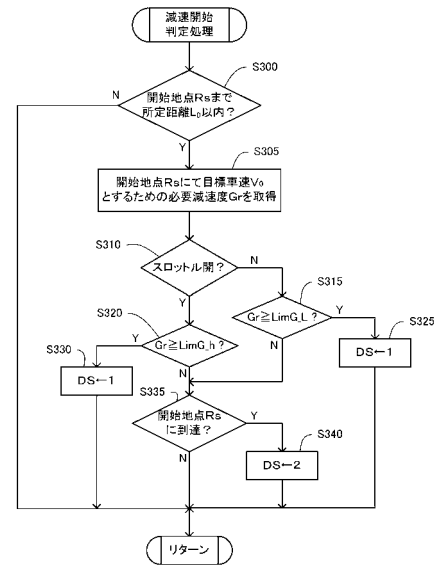 減速開始
判定処理
S300
N
開始地点Rsまで
所定距離L₀以内?
Y
S305
開始地点Rsにて目標車速V₀
とするための必要減速度Grを取得
S310
スロットル開?
N
Y
S315
Gr≧LimG_L?
Y
N
S320
Gr≧LimG_h?
Y
N
S325
DS←1
S330
DS←1
S335
開始地点Rs
に到達?
Y
N
S340
DS←2
リターン